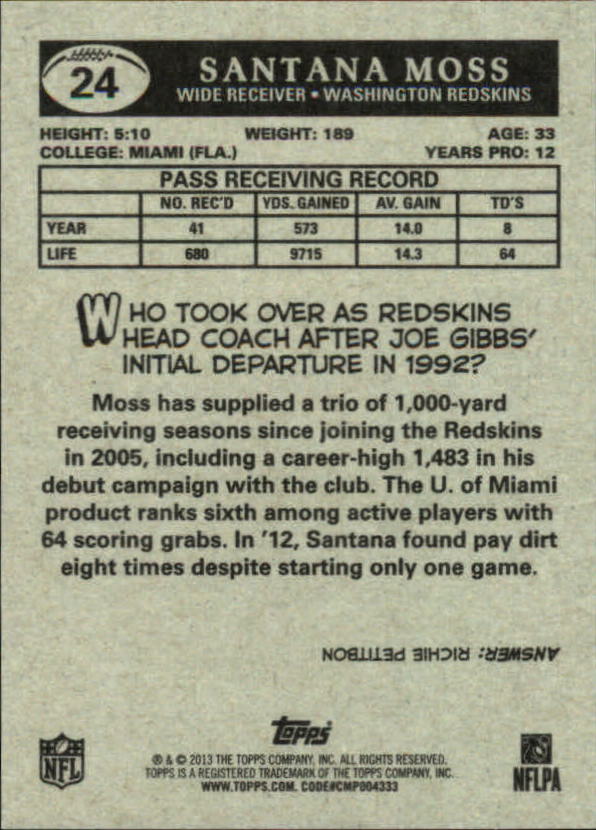 24
SANTANA MOSS
WIDE RECEIVER • WASHINGTON REDSKINS
HEIGHT: 5:10 WEIGHT: 189 AGE: 33
COLLEGE: MIAMI (FLA.) YEARS PRO: 12
PASS RECEIVING RECORD
NO. REC'D YDS. GAINED AV. GAIN TD'S
YEAR 41 573 14.0 8
LIFE 680 9715 14.3 64
WHO TOOK OVER AS REDSKINS
HEAD COACH AFTER JOE GIBBS'
INITIAL DEPARTURE IN 1992?
Moss has supplied a trio of 1,000-yard
receiving seasons since joining the Redskins
in 2005, including a career-high 1,483 in his
debut campaign with the club. The U. of Miami
product ranks sixth among active players with
64 scoring grabs. In '12, Santana found pay dirt
eight times despite starting only one game.
ANSWER: RICHIE PETITBON
Topps
NFL
® & © 2013 THE TOPPS COMPANY, INC. ALL RIGHTS RESERVED.
TOPPS IS A REGISTERED TRADEMARK OF THE TOPPS COMPANY, INC.
WWW.TOPPS.COM. CODE#CMP004333
NFLPA